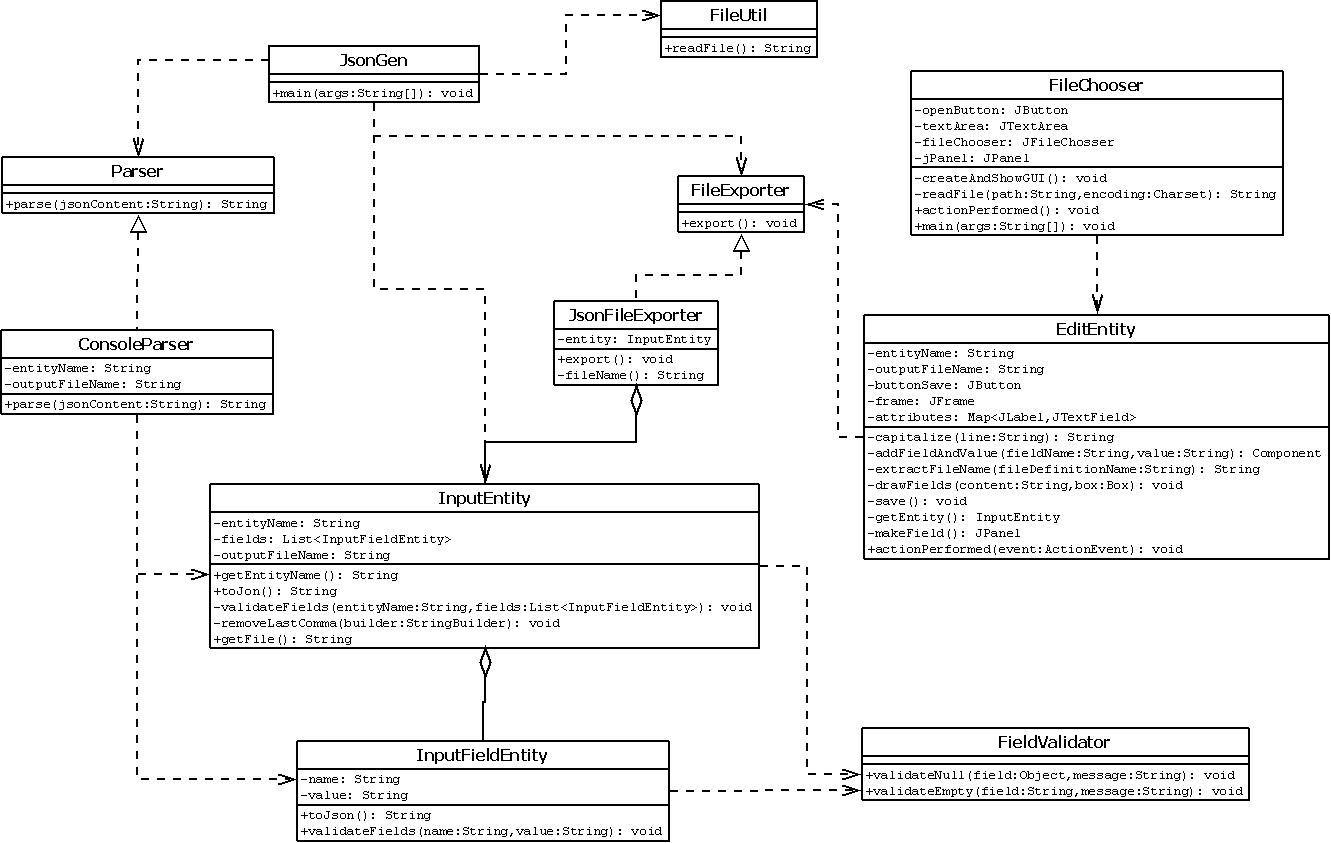 FileUtil
+readFile(): String
JsonGen
+main(args:String[]): void
FileChooser
-openButton: JButton
-textArea: JTextArea
-fileChooser: JFileChosser
-jPanel: JPanel
-createAndShowGUI(): void
-readFile(path:String,encoding:Charset): String
+actionPerformed(): void
+main(args:String[]): void
Parser
+parse(jsonContent:String): String
FileExporter
+export(): void
JsonFileExporter
-entity: InputEntity
+export(): void
-fileName(): String
ConsoleParser
-entityName: String
-outputFileName: String
+parse(jsonContent:String): String
EditEntity
-entityName: String
-outputFileName: String
-buttonSave: JButton
-frame: JFrame
-attributes: Map<JLabel,JTextField>
-capitalize(line:String): String
-addFieldAndValue(fieldName:String,value:String): Component
-extractFileName(fileDefinitionName:String): String
-drawFields(content:String,box:Box): void
-save(): void
-getEntity(): InputEntity
-makeField(): JPanel
+actionPerformed(event:ActionEvent): void
InputEntity
-entityName: String
-fields: List<InputFieldEntity>
-outputFileName: String
+getEntityName(): String
+toJon(): String
-validateFields(entityName:String,fields:List<InputFieldEntity>): void
-removeLastComma(builder:StringBuilder): void
+getFile(): String
InputFieldEntity
-name: String
-value: String
+toJson(): String
+validateFields(name:String,value:String): void
FieldValidator
+validateNull(field:Object,message:String): void
+validateEmpty(field:String,message:String): void